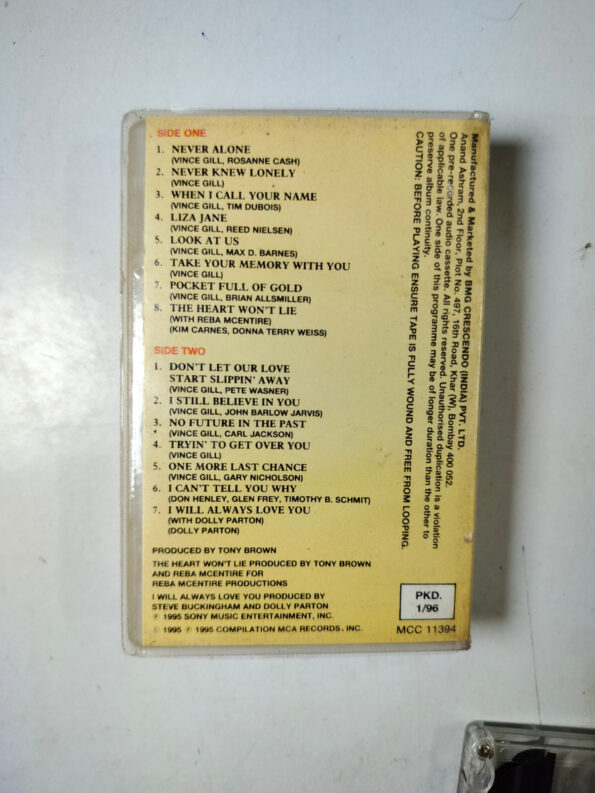 SIDE ONE
1. NEVER ALONE
(VINCE GILL, ROSANNE CASH)
2. NEVER KNEW LONELY
(VINCE GILL)
3. WHEN I CALL YOUR NAME
(VINCE GILL, TIM DUBOIS)
4. LIZA JANE
(VINCE GILL, REED NIELSEN)
5. LOOK AT US
(VINCE GILL, MAX D. BARNES)
6. TAKE YOUR MEMORY WITH YOU
(VINCE GILL)
7. POCKET FULL OF GOLD
(VINCE GILL, BRIAN ALLSMILLER)
8. THE HEART WON'T LIE
(WITH REBA MCENTIRE)
(KIM CARNES, DONNA TERRY WEISS)
SIDE TWO
1. DON'T LET OUR LOVE
START SLIPPIN' AWAY
(VINCE GILL, PETE WASNER)
2. I STILL BELIEVE IN YOU
(VINCE GILL, JOHN BARLOW JARVIS)
3. NO FUTURE IN THE PAST
(VINCE GILL, CARL JACKSON)
4. TRYIN' TO GET OVER YOU
(VINCE GILL)
5. ONE MORE LAST CHANCE
(VINCE GILL, GARY NICHOLSON)
6. I CAN'T TELL YOU WHY
(DON HENLEY, GLEN FREY, TIMOTHY B. SCHMIT)
7. I WILL ALWAYS LOVE YOU
(WITH DOLLY PARTON)
(DOLLY PARTON)
PRODUCED BY TONY BROWN
THE HEART WON'T LIE PRODUCED BY TONY BROWN
AND REBA MCENTIRE FOR
REBA MCENTIRE PRODUCTIONS
I WILL ALWAYS LOVE YOU PRODUCED BY
STEVE BUCKINGHAM AND DOLLY PARTON
℗ 1995 SONY MUSIC ENTERTAINMENT, INC.
© 1995 ℗ 1995 COMPILATION MCA RECORDS, INC.
PKD.
1/96
MCC 11394
Manufactured & Marketed by BMG CRESCENDO (INDIA) PVT. LTD.
Anand Ashram, 2nd Floor, Plot No. 497, 16th Road, Khar (W), Bombay 400 052.
One pre-recorded audio cassette. All rights reserved. Unauthorised duplication is a violation
of applicable law. One side of this programme may be of longer duration than the other to
preserve album continuity.
CAUTION: BEFORE PLAYING ENSURE TAPE IS FULLY WOUND AND FREE FROM LOOPING.